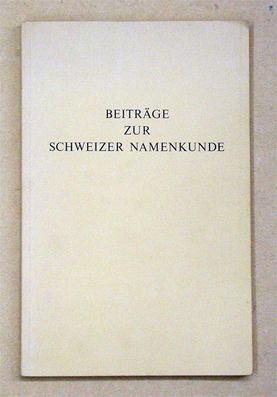 BEITRÄGE
ZUR
SCHWEIZER NAMENKUNDE